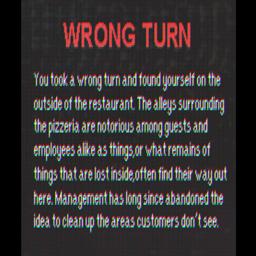 WRONG TURN
You took a wrong turn and found yourself on the
outside of the restaurant. The alleys surrounding
the pizzeria are notorious among guests and
employees alike as things,or what remains of
things that are lost inside,often find their way out
here. Management has long since abandoned the
idea to clean up the areas customers don't see.